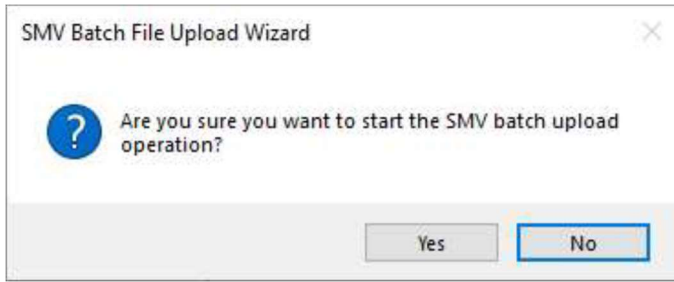 SMV Batch File Upload Wizard
?
Are you sure you want to start the SMV batch upload
operation?
Yes No